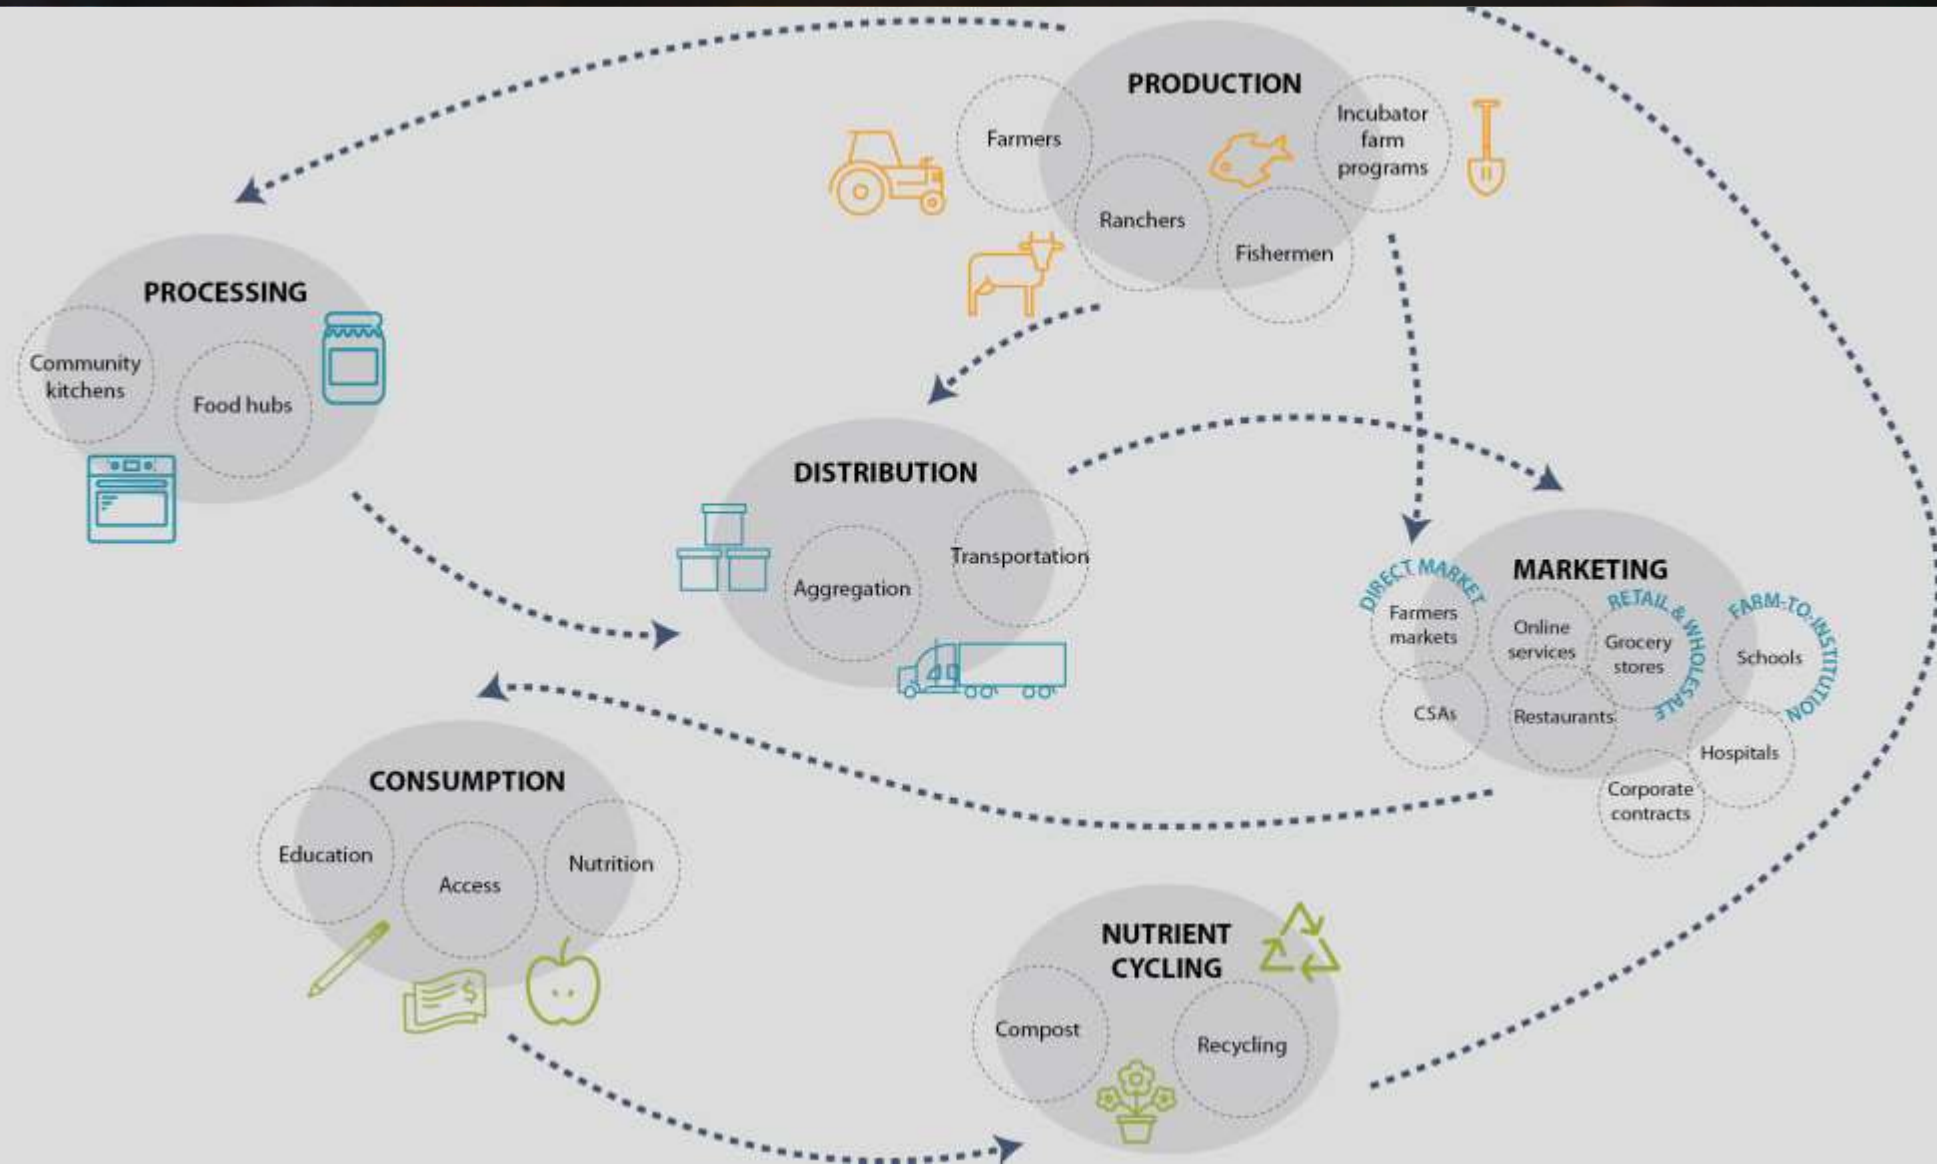 PRODUCTION
Farmers
Ranchers
Fishermen
Incubator
farm
programs
PROCESSING
Community
kitchens
Food hubs
DISTRIBUTION
Aggregation
Transportation
MARKETING
DIRECT MARKET
Farmers
markets
CSAs
Online
services
Restaurants
RETAIL & WHOLESALE
Grocery
stores
FARM-TO-INSTITUTION
Schools
Hospitals
Corporate
contracts
CONSUMPTION
Education
Access
Nutrition
$
NUTRIENT
CYCLING
Compost
Recycling